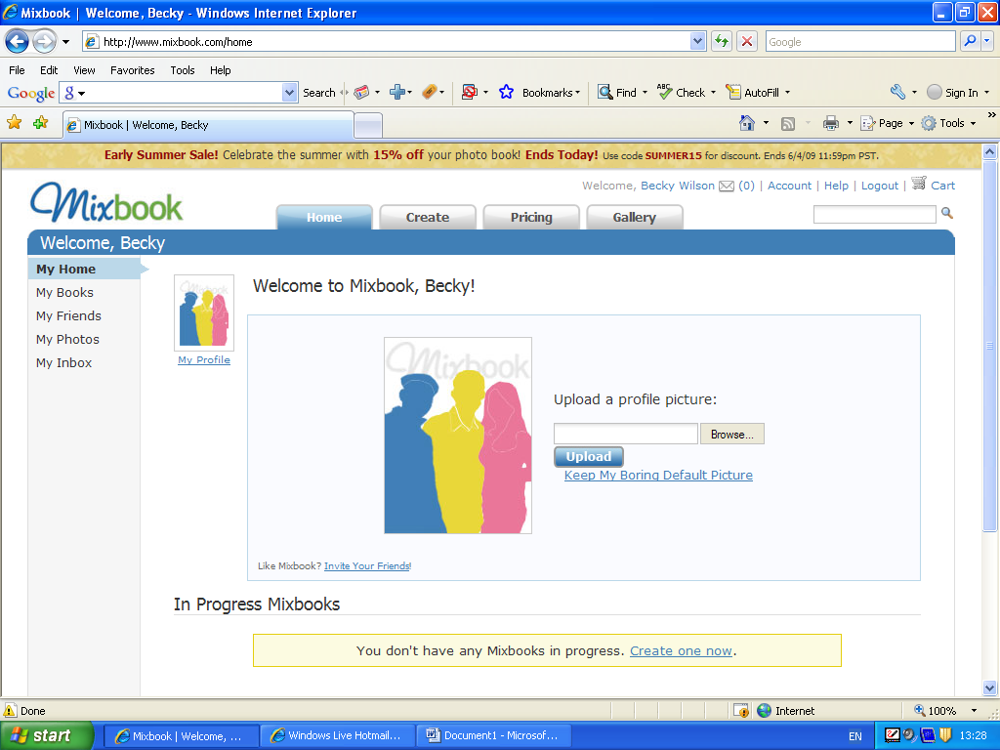 Mixbook | Welcome, Becky - Windows Internet Explorer
http://www.mixbook.com/home
Google
File Edit View Favorites Tools Help
Google g Search Bookmarks Find ABC Check AutoFill Sign In
Mixbook | Welcome, Becky
Page Tools »
Early Summer Sale! Celebrate the summer with 15% off your photo book! Ends Today! Use code SUMMER15 for discount. Ends 6/4/09 11:59pm PST.
Welcome, Becky Wilson (0) | Account | Help | Logout | Cart
Mixbook
Home Create Pricing Gallery
Welcome, Becky
My Home
My Books
My Friends
My Photos
My Inbox
Mixbook
My Profile
Welcome to Mixbook, Becky!
Mixbook
Upload a profile picture:
Browse...
Upload
Keep My Boring Default Picture
Like Mixbook? Invite Your Friends!
In Progress Mixbooks
You don't have any Mixbooks in progress. Create one now.
Done Internet 100%
start Mixbook | Welcome, ... Windows Live Hotmail... Document1 - Microsof... EN 13:28